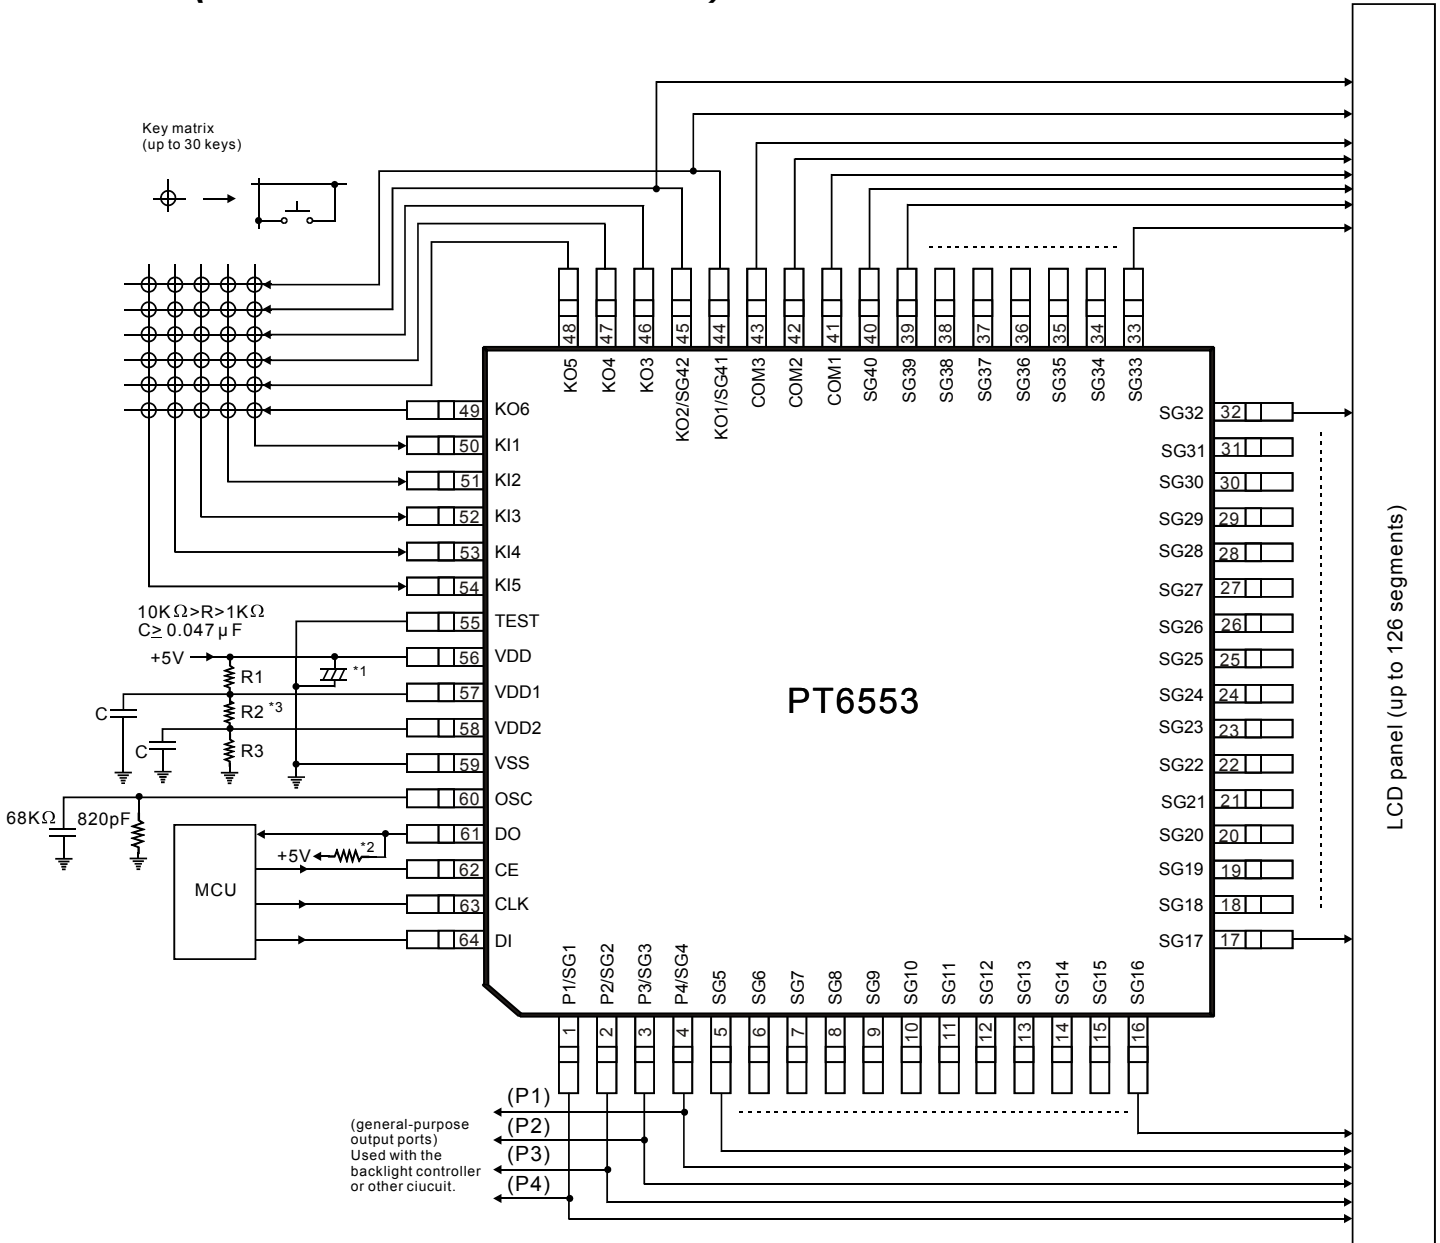 Key matrix
(up to 30 keys)
48 47 46 45 44 43 42 41 40 39 38 37 36 35 34 33
KO5 KO4 KO3 KO2/SG42 KO1/SG41 COM3 COM2 COM1 SG40 SG39 SG38 SG37 SG36 SG35 SG34 SG33
49 KO6
50 KI1
51 KI2
52 KI3
53 KI4
54 KI5
55 TEST
56 VDD
57 VDD1
58 VDD2
59 VSS
60 OSC
61 DO
62 CE
63 CLK
64 DI
10KΩ>R>1KΩ
C≥0.047μF
+5V
*1
R1
R2 *3
R3
C
C
68KΩ
820pF
+5V
*2
MCU
PT6553
SG32 32
SG31 31
SG30 30
SG29 29
SG28 28
SG27 27
SG26 26
SG25 25
SG24 24
SG23 23
SG22 22
SG21 21
SG20 20
SG19 19
SG18 18
SG17 17
LCD panel (up to 126 segments)
P1/SG1 P2/SG2 P3/SG3 P4/SG4 SG5 SG6 SG7 SG8 SG9 SG10 SG11 SG12 SG13 SG14 SG15 SG16
1 2 3 4 5 6 7 8 9 10 11 12 13 14 15 16
(P1)
(P2)
(P3)
(P4)
(general-purpose
output ports)
Used with the
backlight controller
or other ciucuit.